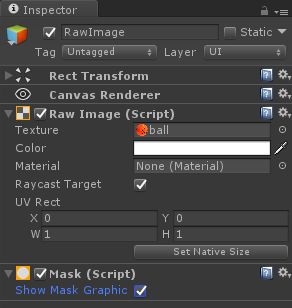 Inspector
RawImage Static
Tag Untagged Layer UI
Rect Transform
Canvas Renderer
Raw Image (Script)
Texture ball
Color
Material None (Material)
Raycast Target
UV Rect
X 0 Y 0
W 1 H 1
Set Native Size
Mask (Script)
Show Mask Graphic